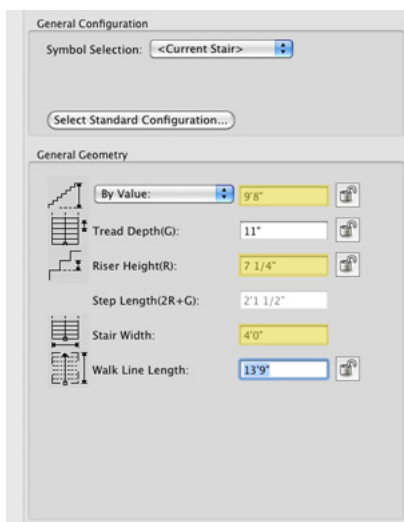 General Configuration
Symbol Selection: <Current Stair>
Select Standard Configuration...
General Geometry
By Value: 9'8"
Tread Depth(G): 11"
Riser Height(R): 7 1/4"
Step Length(2R+G): 2'1 1/2"
Stair Width: 4'0"
Walk Line Length: 13'9"